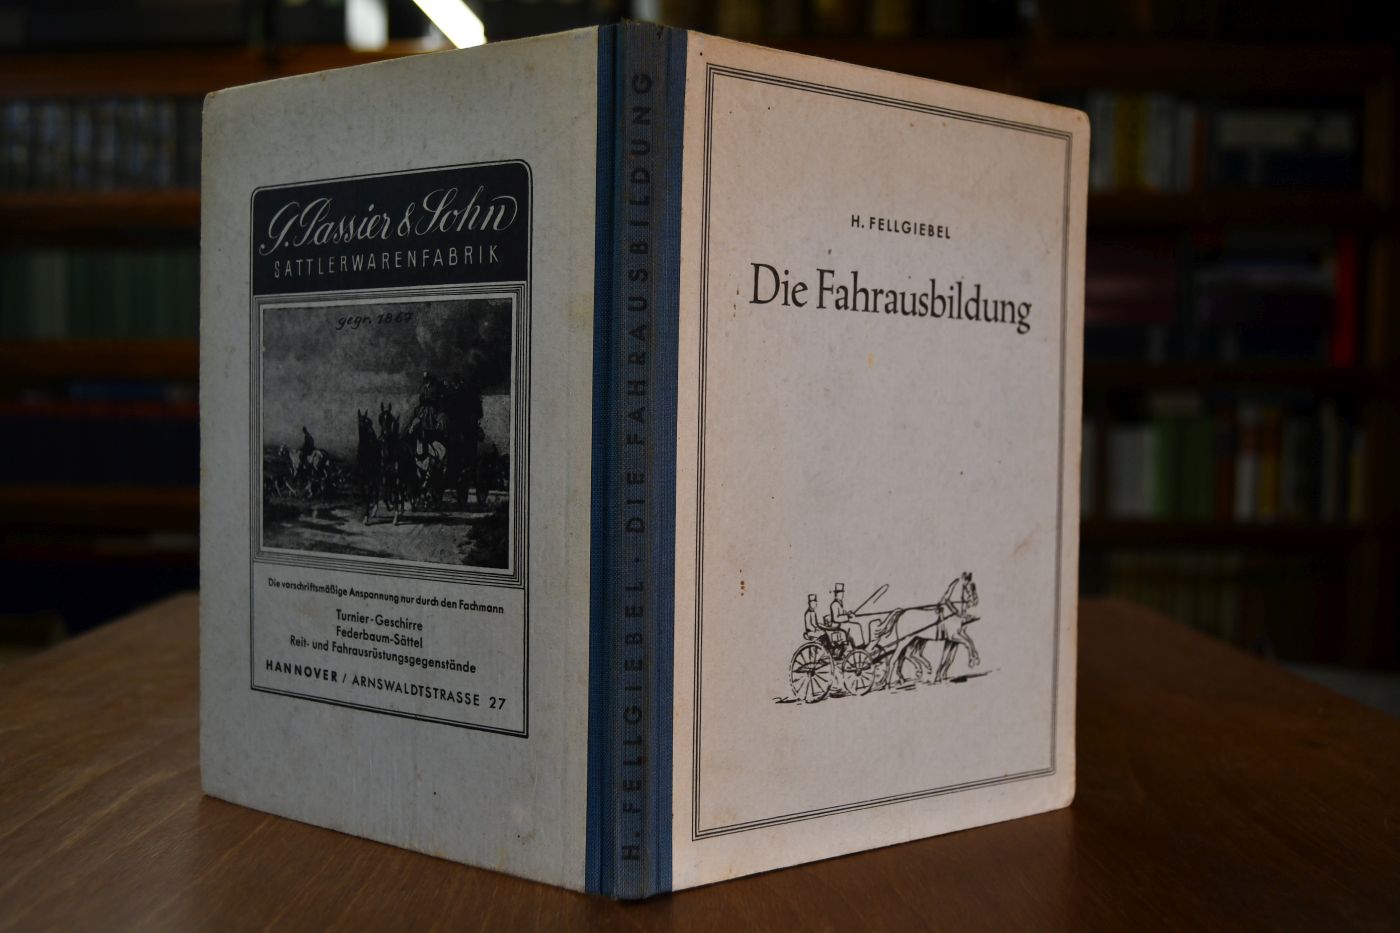 G. Passier & Sohn
SATTLERWARENFABRIK
gegr. 1867
Die vorschriftsmäßige Anspannung nur durch den Fachmann
Turnier-Geschirre
Federbaum-Sättel
Reit- und Fahrausrüstungsgegenstände
HANNOVER / ARNSWALDTSTRASSE 27
H. FELLGIEBEL · DIE FAHRAUSBILDUNG
H. FELLGIEBEL
Die Fahrausbildung